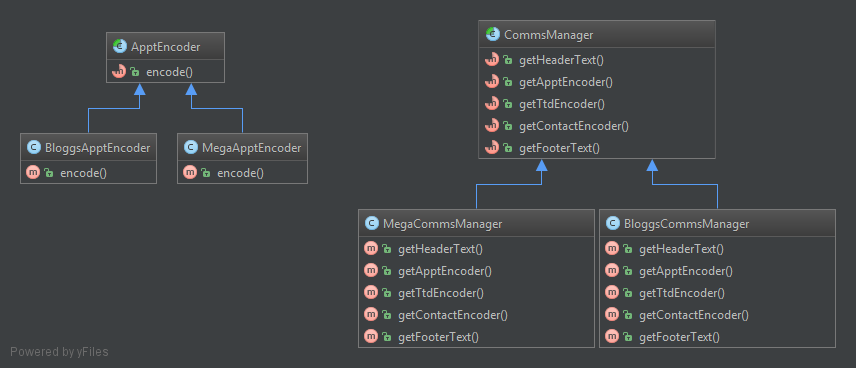 ApptEncoder
encode()
BloggsApptEncoder
encode()
MegaApptEncoder
encode()
CommsManager
getHeaderText()
getApptEncoder()
getTtdEncoder()
getContactEncoder()
getFooterText()
MegaCommsManager
getHeaderText()
getApptEncoder()
getTtdEncoder()
getContactEncoder()
getFooterText()
BloggsCommsManager
getHeaderText()
getApptEncoder()
getTtdEncoder()
getContactEncoder()
getFooterText()
Powered by yFiles